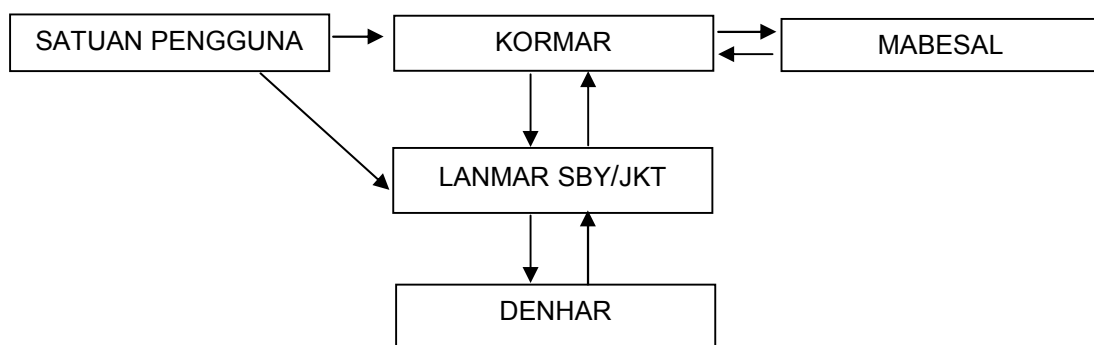 SATUAN PENGGUNA
KORMAR
MABESAL
LANMAR SBY/JKT
DENHAR